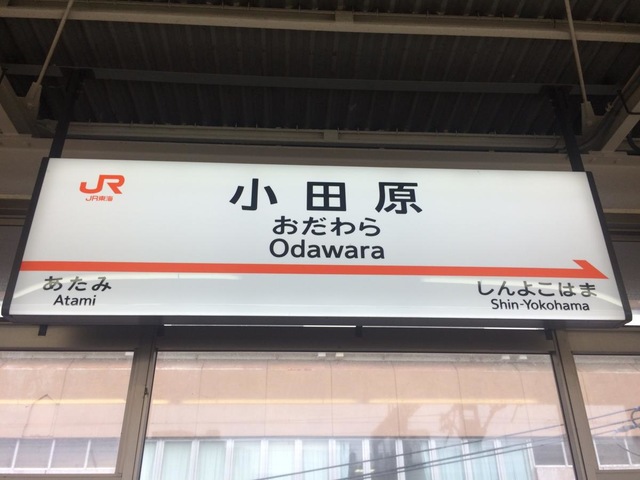 JR
JR東海
小田原
おだわら
Odawara
あたみ
Atami
しんよこはま
Shin-Yokohama